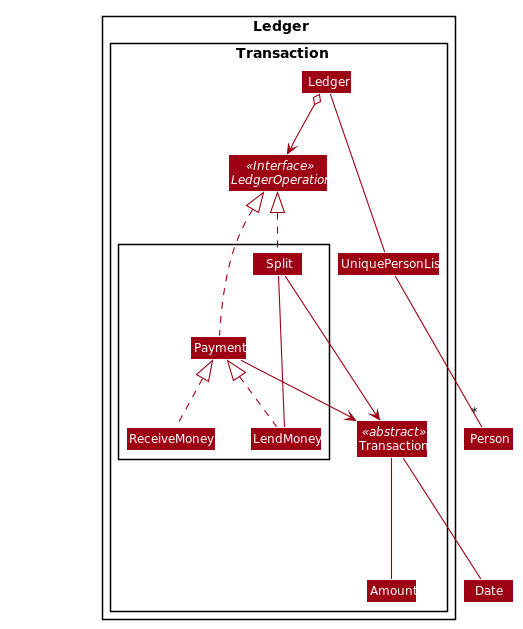 Ledger
Transaction
Ledger
«Interface»
LedgerOperation
Split
UniquePersonLis
Payment
*
ReceiveMoney
LendMoney
«abstract»
Transaction
Person
Amount
Date